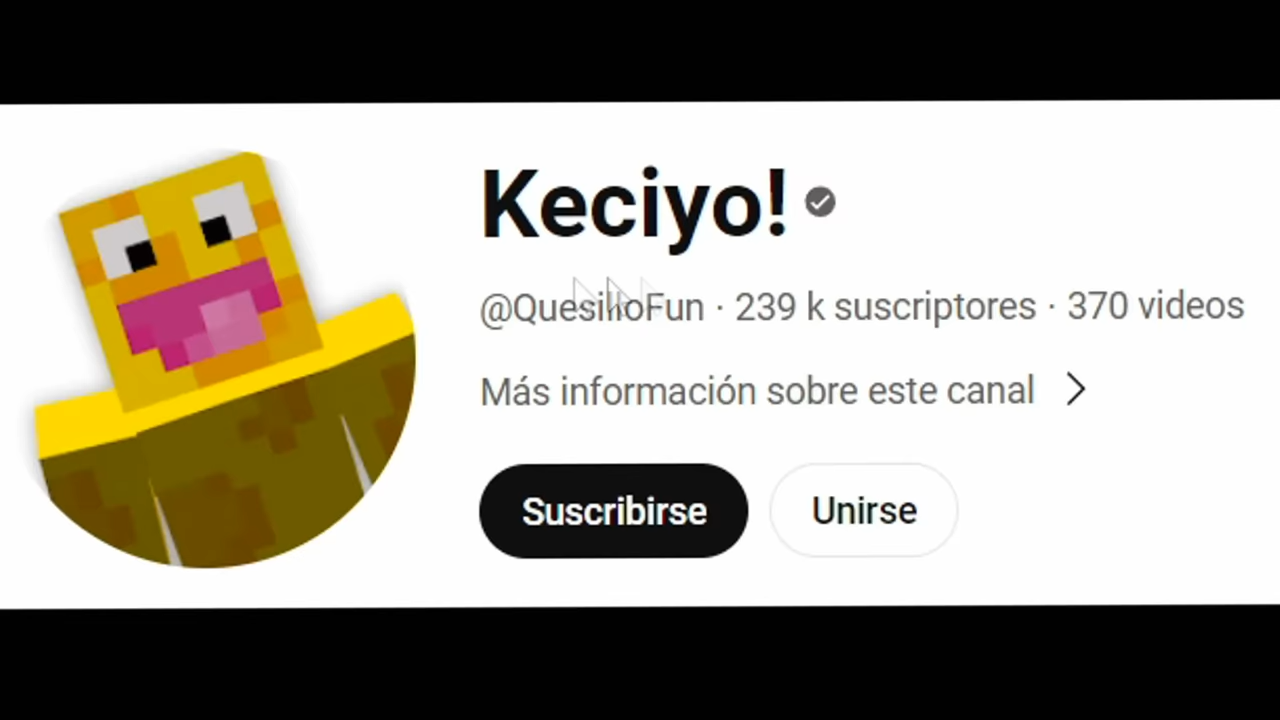 Keciyo!
@QuesilloFun · 239 k suscriptores · 370 videos
Más información sobre este canal
Suscribirse
Unirse